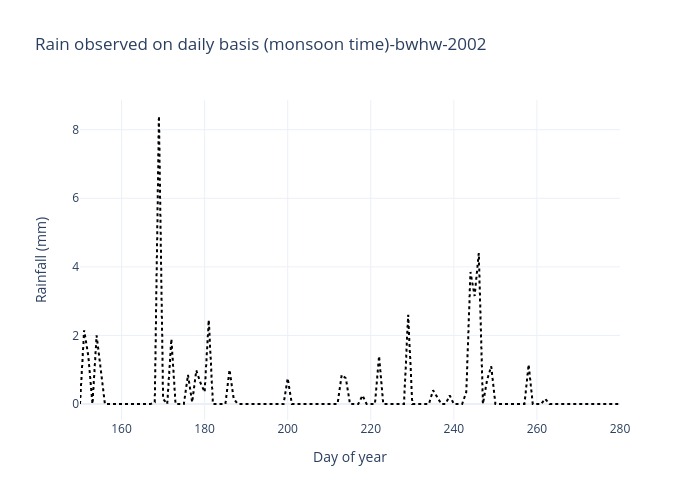 Rain observed on daily basis (monsoon time)-bwhw-2002
8
6
4
2
0
Rainfall (mm)
160 180 200 220 240 260 280
Day of year